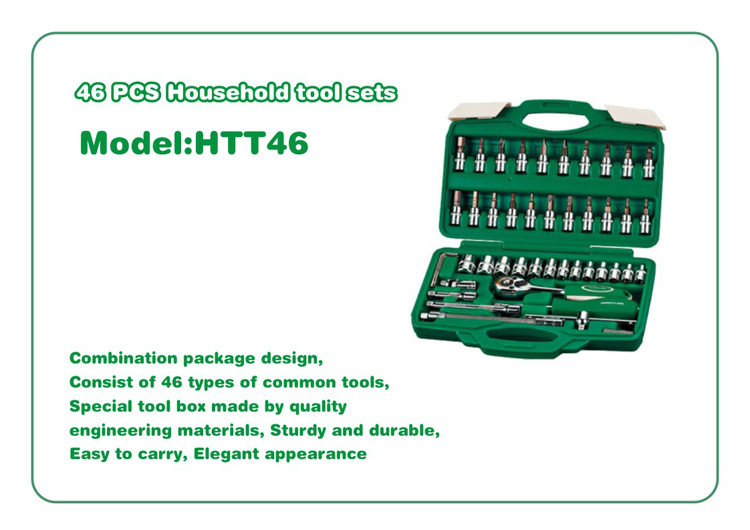 46 PCS Household tool sets
Model:HTT46
Combination package design,
Consist of 46 types of common tools,
Special tool box made by quality
engineering materials, Sturdy and durable,
Easy to carry, Elegant appearance